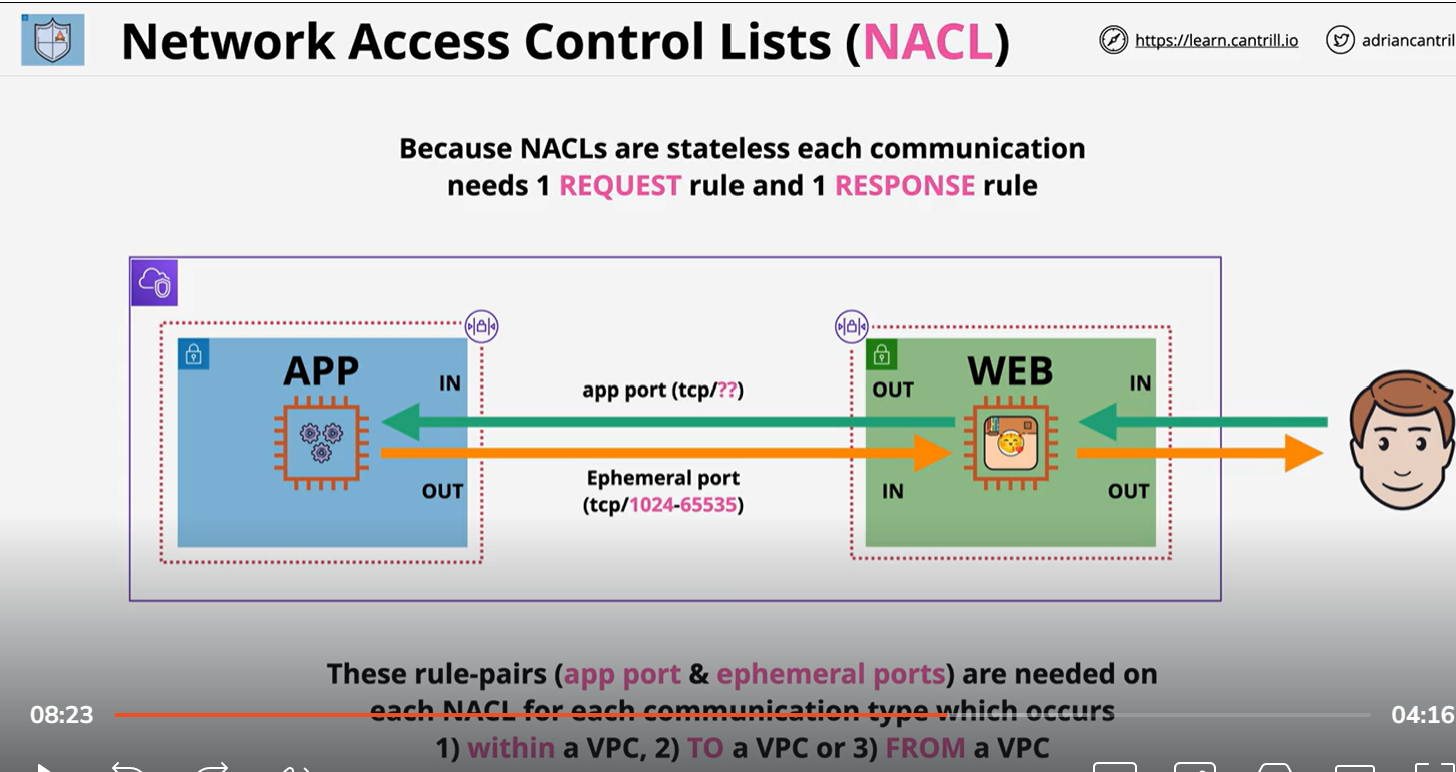 Network Access Control Lists (NACL)
https://learn.cantrill.io
adriancantril
Because NACLs are stateless each communication
needs 1 REQUEST rule and 1 RESPONSE rule
APP
IN
OUT
app port (tcp/??)
Ephemeral port
(tcp/1024-65535)
WEB
OUT
IN
IN
OUT
These rule-pairs (app port & ephemeral ports) are needed on
08:23
each NACL for each communication type which occurs
04:16
1) within a VPC, 2) TO a VPC or 3) FROM a VPC